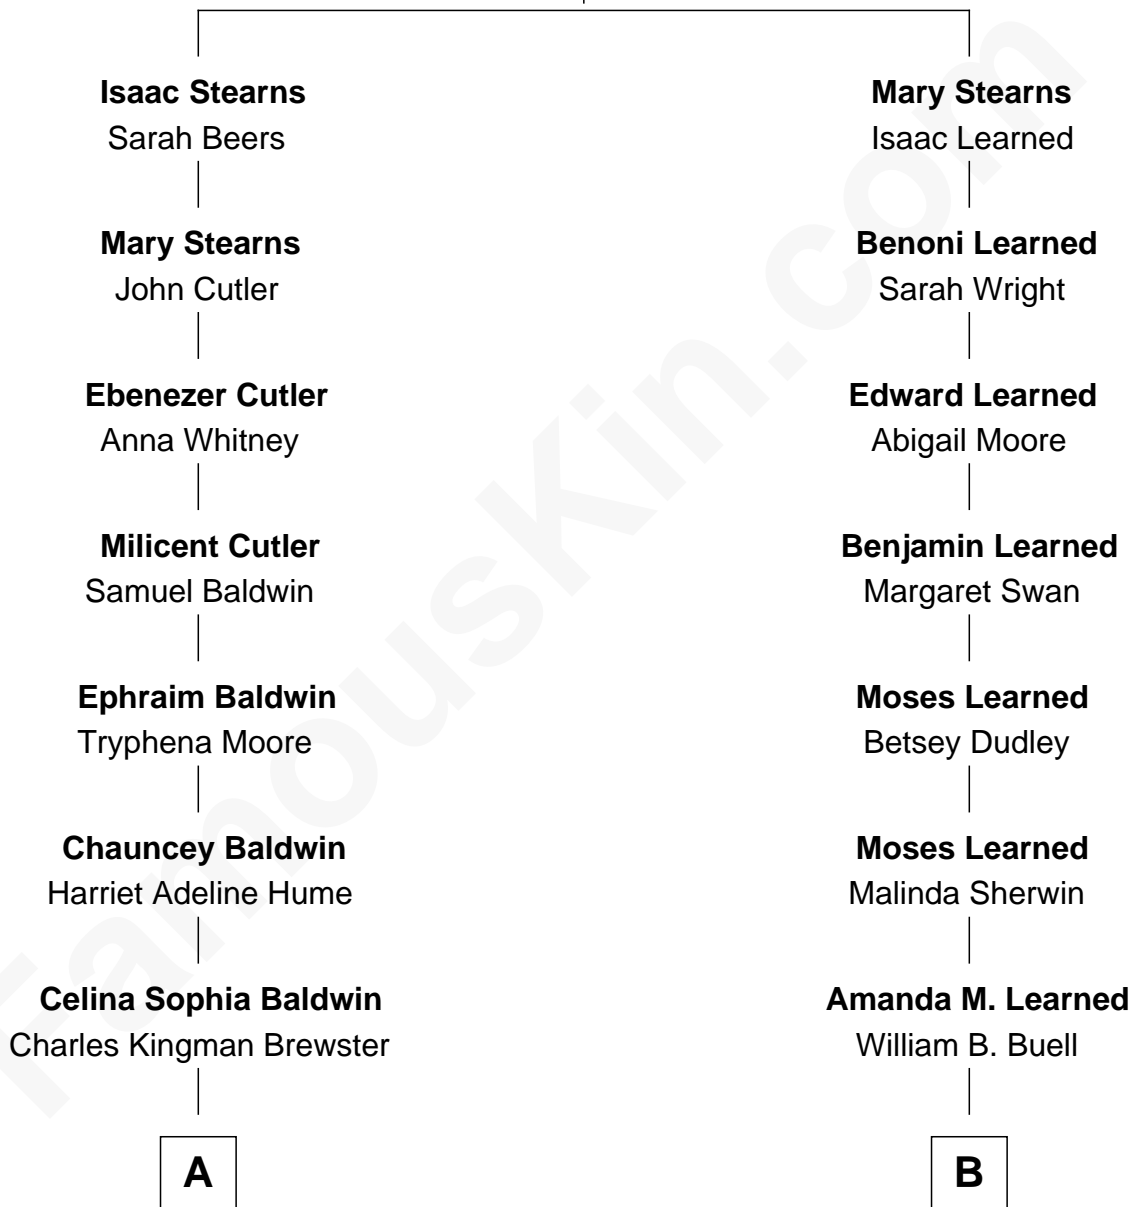 Isaac Stearns
Sarah Beers
Mary Stearns
John Cutler
Ebenezer Cutler
Anna Whitney
Milicent Cutler
Samuel Baldwin
Ephraim Baldwin
Tryphena Moore
Chauncey Baldwin
Harriet Adeline Hume
Celina Sophia Baldwin
Charles Kingman Brewster
A
Mary Stearns
Isaac Learned
Benoni Learned
Sarah Wright
Edward Learned
Abigail Moore
Benjamin Learned
Margaret Swan
Moses Learned
Betsey Dudley
Moses Learned
Malinda Sherwin
Amanda M. Learned
William B. Buell
B
FamousKin.com